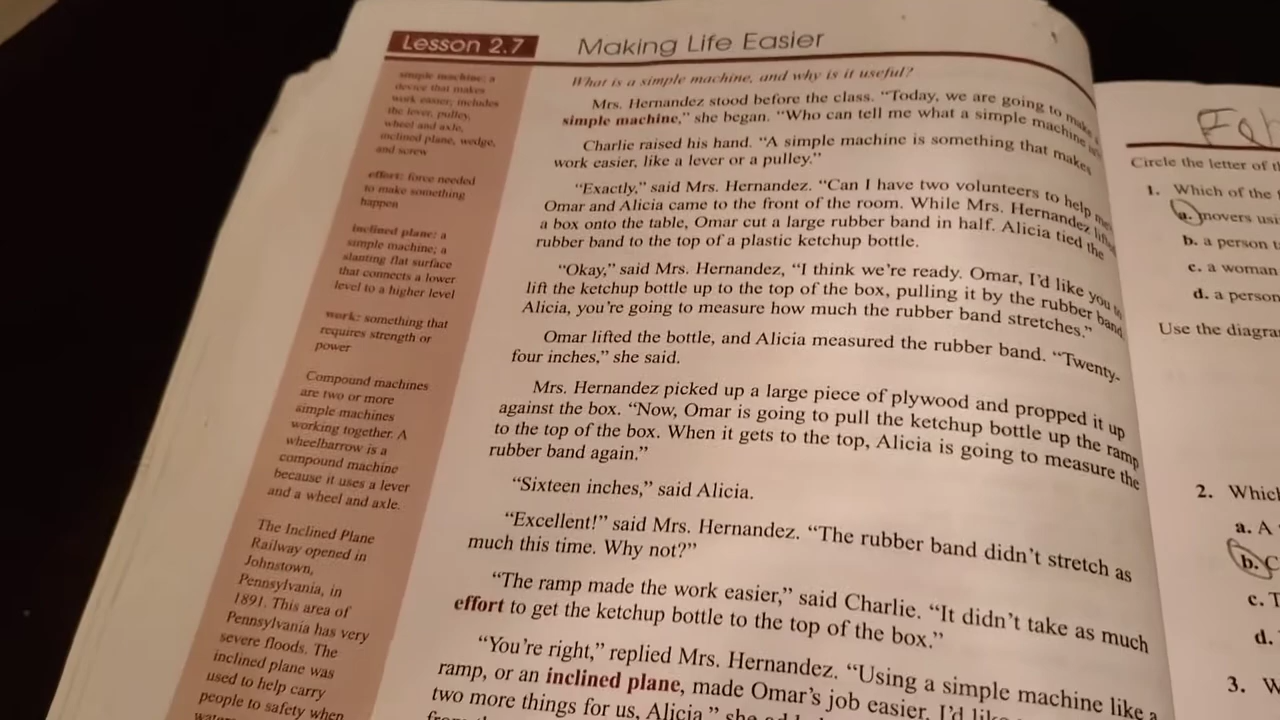 Lesson 2.7
Making Life Easier
simple machine: a
device that makes
work easier; includes
the lever, pulley,
wheel and axle,
inclined plane, wedge,
and screw
effort: force needed
to make something
happen
inclined plane: a
simple machine; a
slanting flat surface
that connects a lower
level to a higher level
work: something that
requires strength or
power
Compound machines
are two or more
simple machines
working together. A
wheelbarrow is a
compound machine
because it uses a lever
and a wheel and axle.
The Inclined Plane
Railway opened in
Johnstown,
Pennsylvania, in
1891. This area of
Pennsylvania has very
severe floods. The
inclined plane was
used to help carry
people to safety when
What is a simple machine, and why is it useful?
Mrs. Hernandez stood before the class. “Today, we are going to make a
simple machine,” she began. “Who can tell me what a simple machine is?”
Charlie raised his hand. “A simple machine is something that makes
work easier, like a lever or a pulley.”
“Exactly,” said Mrs. Hernandez. “Can I have two volunteers to help me?”
Omar and Alicia came to the front of the room. While Mrs. Hernandez lifted
a box onto the table, Omar cut a large rubber band in half. Alicia tied the
rubber band to the top of a plastic ketchup bottle.
“Okay,” said Mrs. Hernandez, “I think we’re ready. Omar, I’d like you to
lift the ketchup bottle up to the top of the box, pulling it by the rubber band.
Alicia, you’re going to measure how much the rubber band stretches.”
Omar lifted the bottle, and Alicia measured the rubber band. “Twenty-
four inches,” she said.
Mrs. Hernandez picked up a large piece of plywood and propped it up
against the box. “Now, Omar is going to pull the ketchup bottle up the ramp
to the top of the box. When it gets to the top, Alicia is going to measure the
rubber band again.”
“Sixteen inches,” said Alicia.
“Excellent!” said Mrs. Hernandez. “The rubber band didn’t stretch as
much this time. Why not?”
“The ramp made the work easier,” said Charlie. “It didn’t take as much
effort to get the ketchup bottle to the top of the box.”
“You’re right,” replied Mrs. Hernandez. “Using a simple machine like a
ramp, or an inclined plane, made Omar’s job easier. I’d like
two more things for us, Alicia,” she
Circle the letter of
1. Which of the
a. movers usi
b. a person
c. a woman
d. a person
Use the diagra
2. Which
a. A
b. C
c. T
d.
3. W